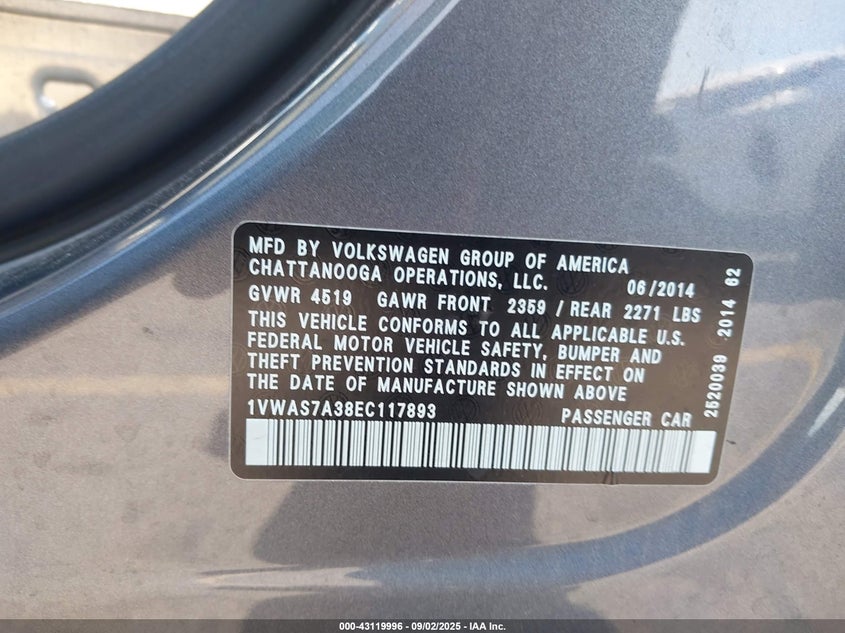 MFD BY VOLKSWAGEN GROUP OF AMERICA
CHATTANOOGA OPERATIONS, LLC. 06/2014
GVWR 4519 GAWR FRONT 2359 / REAR 2271 LBS
THIS VEHICLE CONFORMS TO ALL APPLICABLE U.S.
FEDERAL MOTOR VEHICLE SAFETY, BUMPER AND
THEFT PREVENTION STANDARDS IN EFFECT ON
THE DATE OF MANUFACTURE SHOWN ABOVE
1VWAS7A38EC117893 PASSENGER CAR
2520039 2014 62
000-43119996 - 09/02/2025 - IAA Inc.